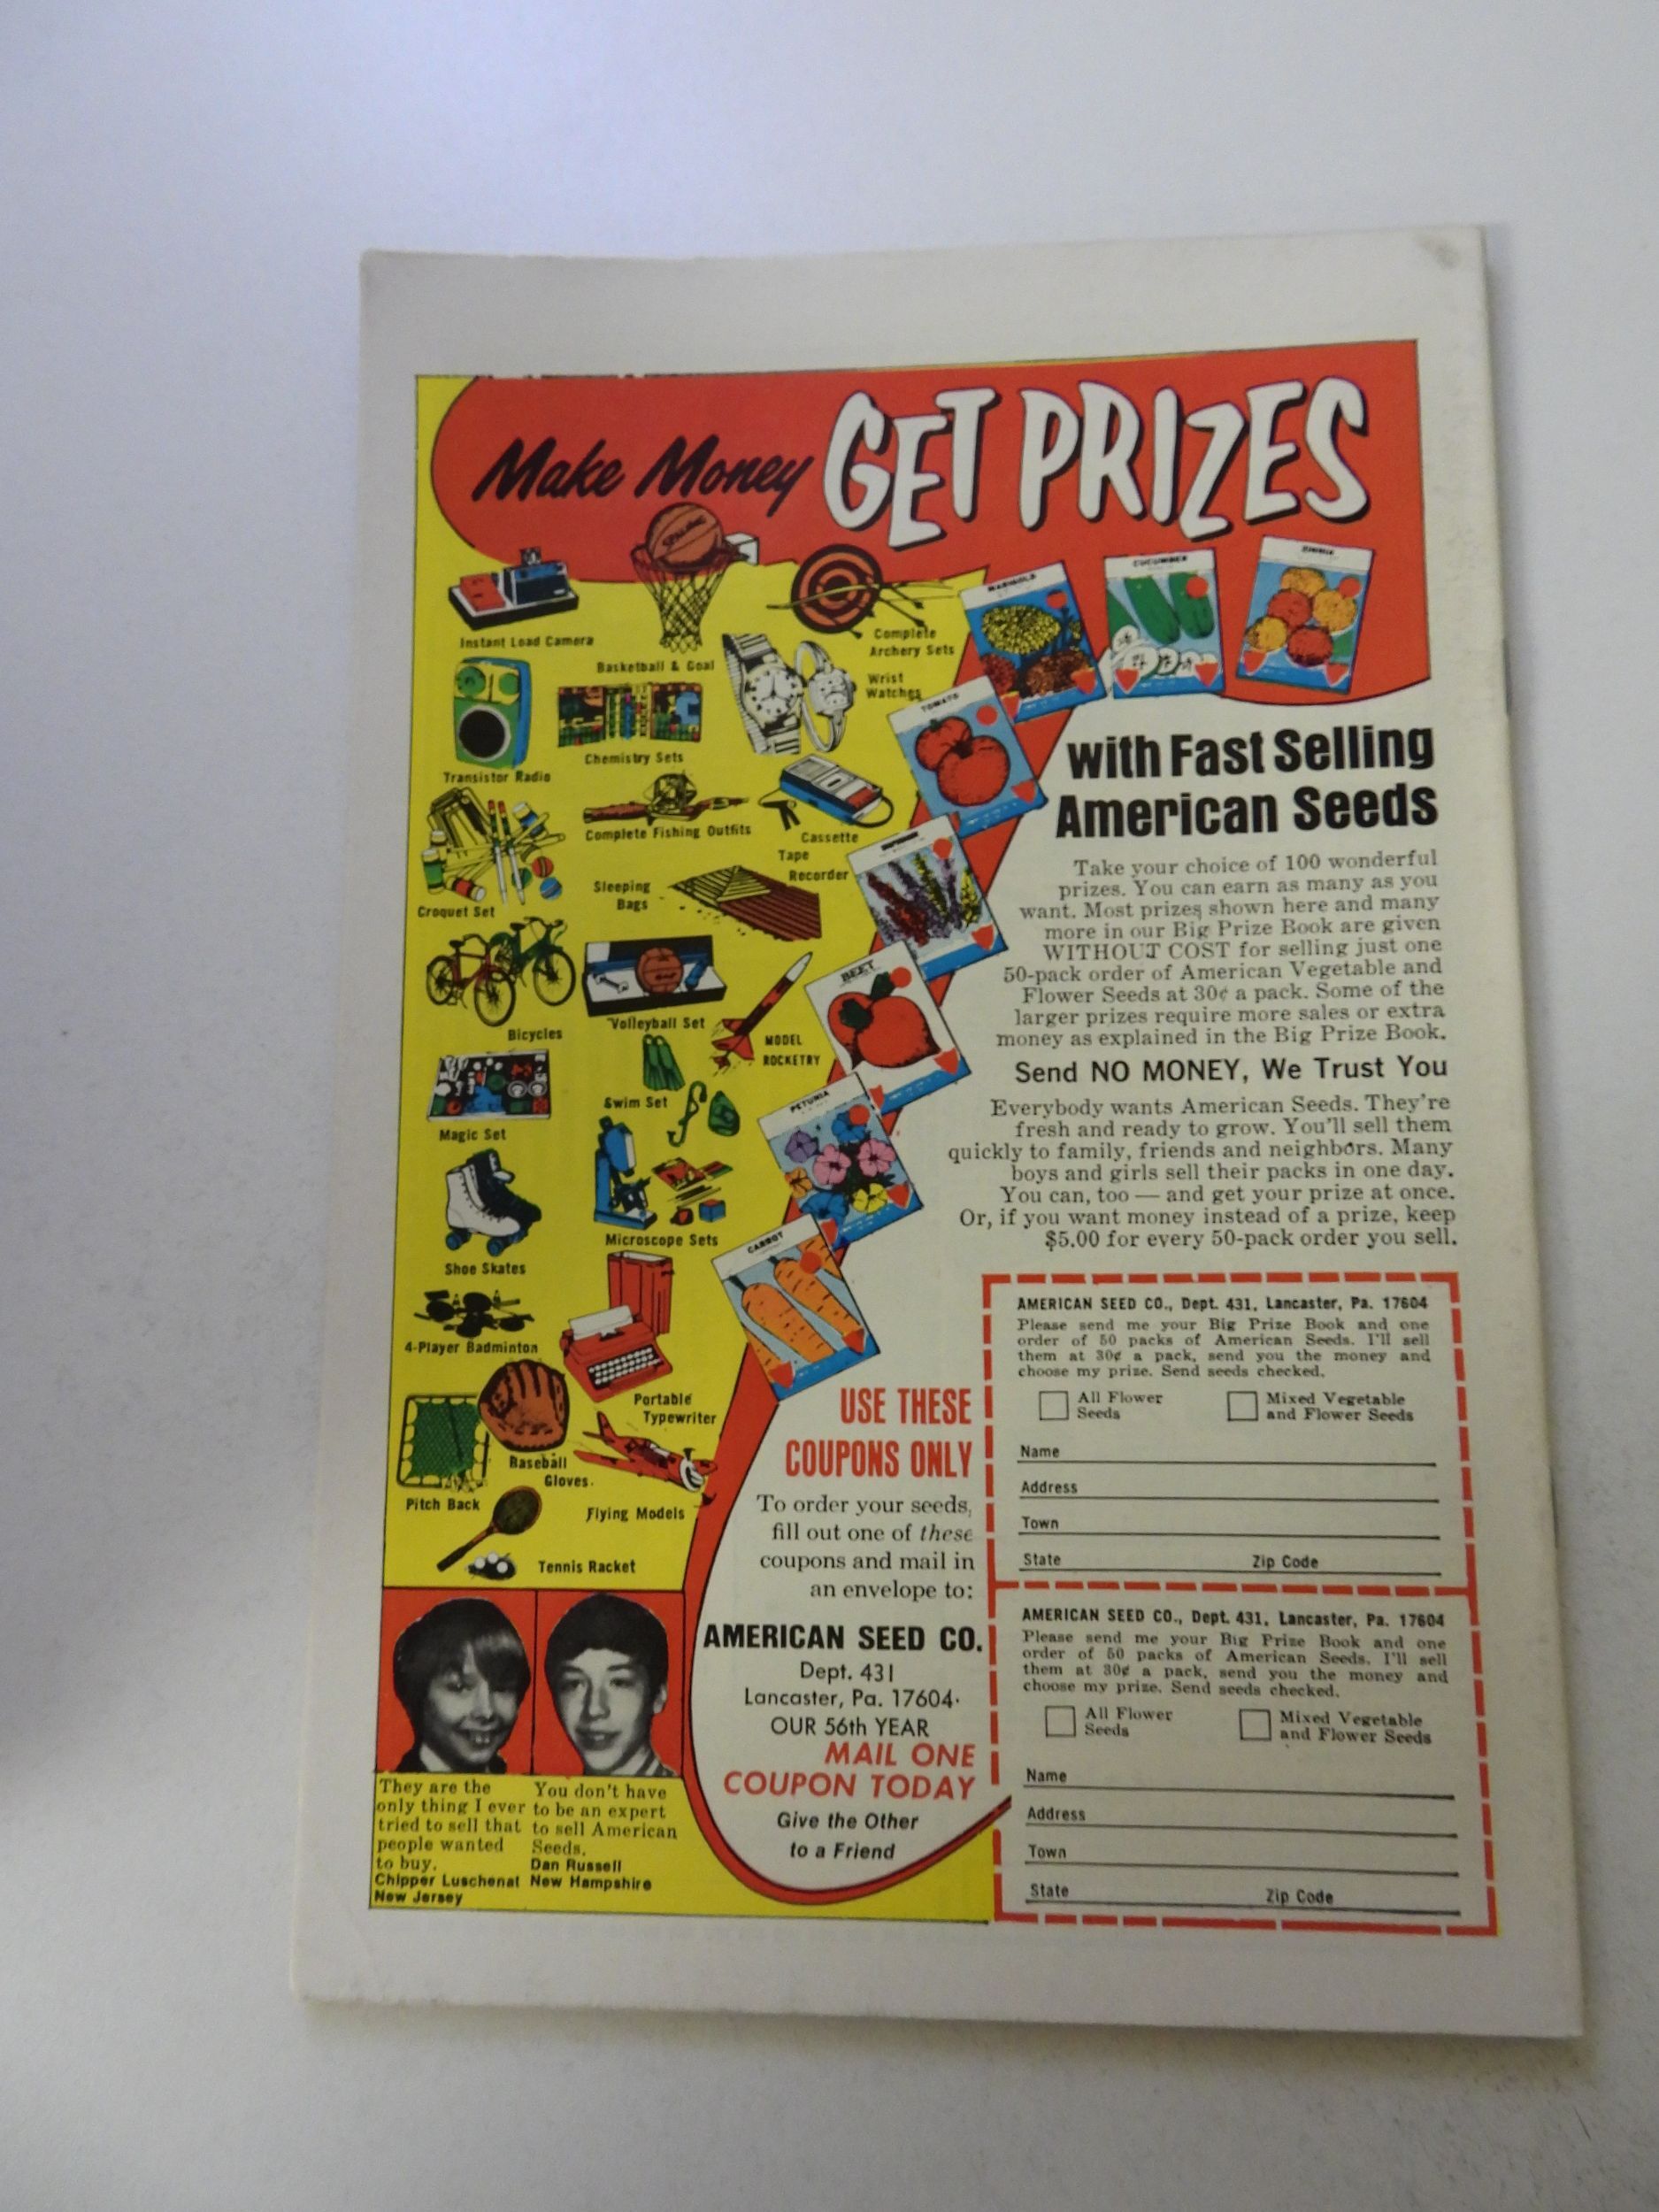 Make Money GET PRIZES
SPALDING
Instant Load Camera
Basketball & Goal
Complete
Archery Sets
Wrist
Watches
Transistor Radio
Chemistry Sets
Complete Fishing Outfits
Cassette
Tape
Recorder
Croquet Set
Sleeping
Bags
Bicycles
Volleyball Set
MODEL
ROCKETRY
Magic Set
Swim Set
Shoe Skates
Microscope Sets
4-Player Badminton
Portable
Typewriter
Pitch Back
Baseball
Gloves.
Flying Models
Tennis Racket
MARIGOLD
CUCUMBER
ZINNIA
TOMATO
BEET
PETUNIA
CARROT
with Fast Selling
American Seeds
Take your choice of 100 wonderful
prizes. You can earn as many as you
want. Most prizes shown here and many
more in our Big Prize Book are given
WITHOUT COST for selling just one
50-pack order of American Vegetable and
Flower Seeds at 30¢ a pack. Some of the
larger prizes require more sales or extra
money as explained in the Big Prize Book.
Send NO MONEY, We Trust You
Everybody wants American Seeds. They're
fresh and ready to grow. You'll sell them
quickly to family, friends and neighbors. Many
boys and girls sell their packs in one day.
You can, too — and get your prize at once.
Or, if you want money instead of a prize, keep
$5.00 for every 50-pack order you sell.
USE THESE
COUPONS ONLY
To order your seeds,
fill out one of these
coupons and mail in
an envelope to:
AMERICAN SEED CO.
Dept. 431
Lancaster, Pa. 17604
OUR 56th YEAR
MAIL ONE
COUPON TODAY
Give the Other
to a Friend
AMERICAN SEED CO., Dept. 431, Lancaster, Pa. 17604
Please send me your Big Prize Book and one
order of 50 packs of American Seeds. I'll sell
them at 30¢ a pack, send you the money and
choose my prize. Send seeds checked.
All Flower
Seeds
Mixed Vegetable
and Flower Seeds
Name
Address
Town
State Zip Code
AMERICAN SEED CO., Dept. 431, Lancaster, Pa. 17604
Please send me your Big Prize Book and one
order of 50 packs of American Seeds. I'll sell
them at 30¢ a pack, send you the money and
choose my prize. Send seeds checked.
All Flower
Seeds
Mixed Vegetable
and Flower Seeds
Name
Address
Town
State Zip Code
They are the
only thing I ever
tried to sell that
people wanted
to buy.
Chipper Luschenat
New Jersey
You don't have
to be an expert
to sell American
Seeds.
Dan Russell
New Hampshire